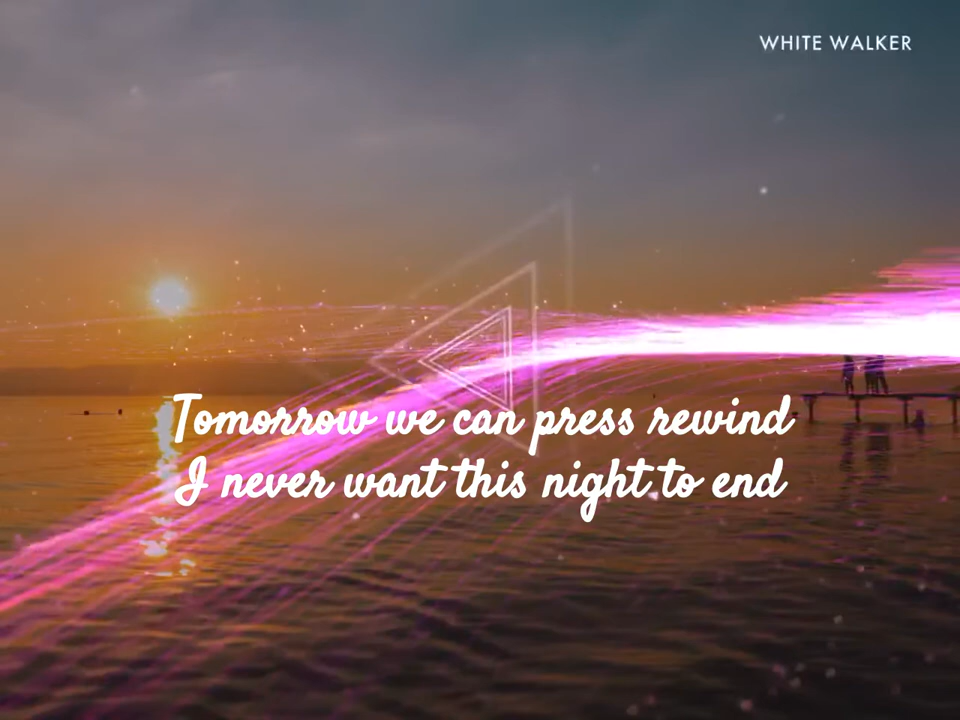 WHITE WALKER
Tomorrow we can press rewind
I never want this night to end